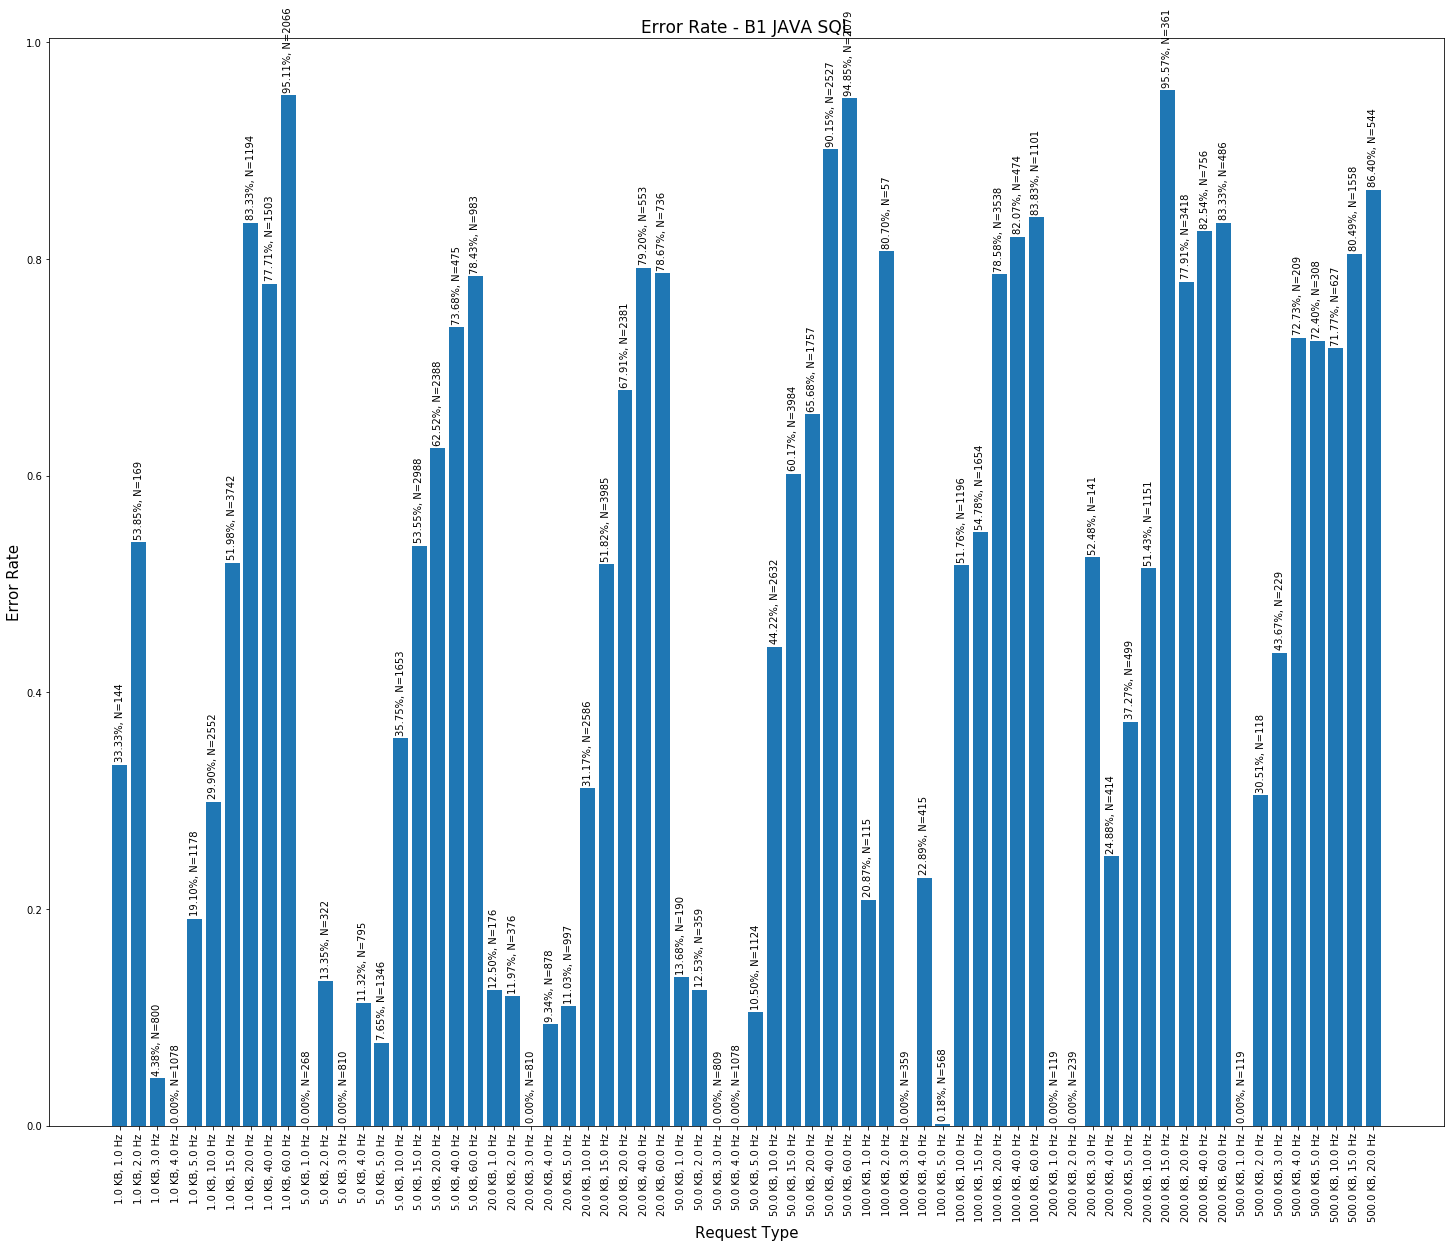 Error Rate - B1 JAVA SQL
Error Rate
1.0
0.8
0.6
0.4
0.2
0.0
33.33%, N=144
53.85%, N=169
4.38%, N=800
0.00%, N=1078
19.10%, N=1178
29.90%, N=2552
51.98%, N=3742
83.33%, N=1194
77.71%, N=1503
95.11%, N=2066
0.00%, N=268
13.35%, N=322
0.00%, N=810
11.32%, N=795
7.65%, N=1346
35.75%, N=1653
53.55%, N=2988
62.52%, N=2388
73.68%, N=475
78.43%, N=983
12.50%, N=176
11.97%, N=376
0.00%, N=810
9.34%, N=878
11.03%, N=997
31.17%, N=2586
51.82%, N=3985
67.91%, N=2381
79.20%, N=553
78.67%, N=736
13.68%, N=190
12.53%, N=359
0.00%, N=809
0.00%, N=1078
10.50%, N=1124
44.22%, N=2632
60.17%, N=3984
65.68%, N=1757
90.15%, N=2527
94.85%, N=2079
20.87%, N=115
80.70%, N=57
0.00%, N=359
22.89%, N=415
0.18%, N=568
51.76%, N=1196
54.78%, N=1654
78.58%, N=3538
82.07%, N=474
83.83%, N=1101
0.00%, N=119
0.00%, N=239
52.48%, N=141
24.88%, N=414
37.27%, N=499
51.43%, N=1151
95.57%, N=361
77.91%, N=3418
82.54%, N=756
83.33%, N=486
0.00%, N=119
30.51%, N=118
43.67%, N=229
72.73%, N=209
72.40%, N=308
71.77%, N=627
80.49%, N=1558
86.40%, N=544
1.0 KB, 1.0 Hz
1.0 KB, 2.0 Hz
1.0 KB, 3.0 Hz
1.0 KB, 4.0 Hz
1.0 KB, 5.0 Hz
1.0 KB, 10.0 Hz
1.0 KB, 15.0 Hz
1.0 KB, 20.0 Hz
1.0 KB, 40.0 Hz
1.0 KB, 60.0 Hz
5.0 KB, 1.0 Hz
5.0 KB, 2.0 Hz
5.0 KB, 3.0 Hz
5.0 KB, 4.0 Hz
5.0 KB, 5.0 Hz
5.0 KB, 10.0 Hz
5.0 KB, 15.0 Hz
5.0 KB, 20.0 Hz
5.0 KB, 40.0 Hz
5.0 KB, 60.0 Hz
20.0 KB, 1.0 Hz
20.0 KB, 2.0 Hz
20.0 KB, 3.0 Hz
20.0 KB, 4.0 Hz
20.0 KB, 5.0 Hz
20.0 KB, 10.0 Hz
20.0 KB, 15.0 Hz
20.0 KB, 20.0 Hz
20.0 KB, 40.0 Hz
20.0 KB, 60.0 Hz
50.0 KB, 1.0 Hz
50.0 KB, 2.0 Hz
50.0 KB, 3.0 Hz
50.0 KB, 4.0 Hz
50.0 KB, 5.0 Hz
50.0 KB, 10.0 Hz
50.0 KB, 15.0 Hz
50.0 KB, 20.0 Hz
50.0 KB, 40.0 Hz
50.0 KB, 60.0 Hz
100.0 KB, 1.0 Hz
100.0 KB, 2.0 Hz
100.0 KB, 3.0 Hz
100.0 KB, 4.0 Hz
100.0 KB, 5.0 Hz
100.0 KB, 10.0 Hz
100.0 KB, 15.0 Hz
100.0 KB, 20.0 Hz
100.0 KB, 40.0 Hz
100.0 KB, 60.0 Hz
200.0 KB, 1.0 Hz
200.0 KB, 2.0 Hz
200.0 KB, 3.0 Hz
200.0 KB, 4.0 Hz
200.0 KB, 5.0 Hz
200.0 KB, 10.0 Hz
200.0 KB, 15.0 Hz
200.0 KB, 20.0 Hz
200.0 KB, 40.0 Hz
200.0 KB, 60.0 Hz
500.0 KB, 1.0 Hz
500.0 KB, 2.0 Hz
500.0 KB, 3.0 Hz
500.0 KB, 4.0 Hz
500.0 KB, 5.0 Hz
500.0 KB, 10.0 Hz
500.0 KB, 15.0 Hz
500.0 KB, 20.0 Hz
Request Type